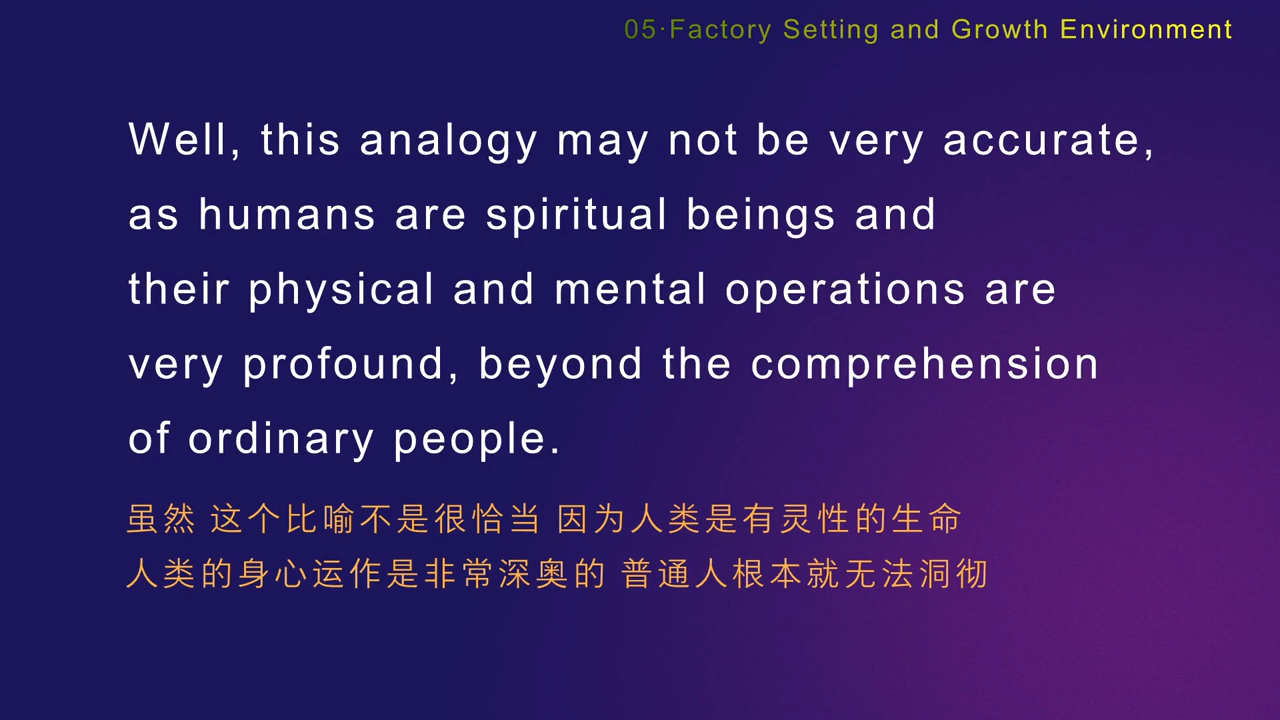 05·Factory Setting and Growth Environment
Well, this analogy may not be very accurate,
as humans are spiritual beings and
their physical and mental operations are
very profound, beyond the comprehension
of ordinary people.
虽然 这个比喻不是很恰当 因为人类是有灵性的生命
人类的身心运作是非常深奥的 普通人根本就无法洞彻